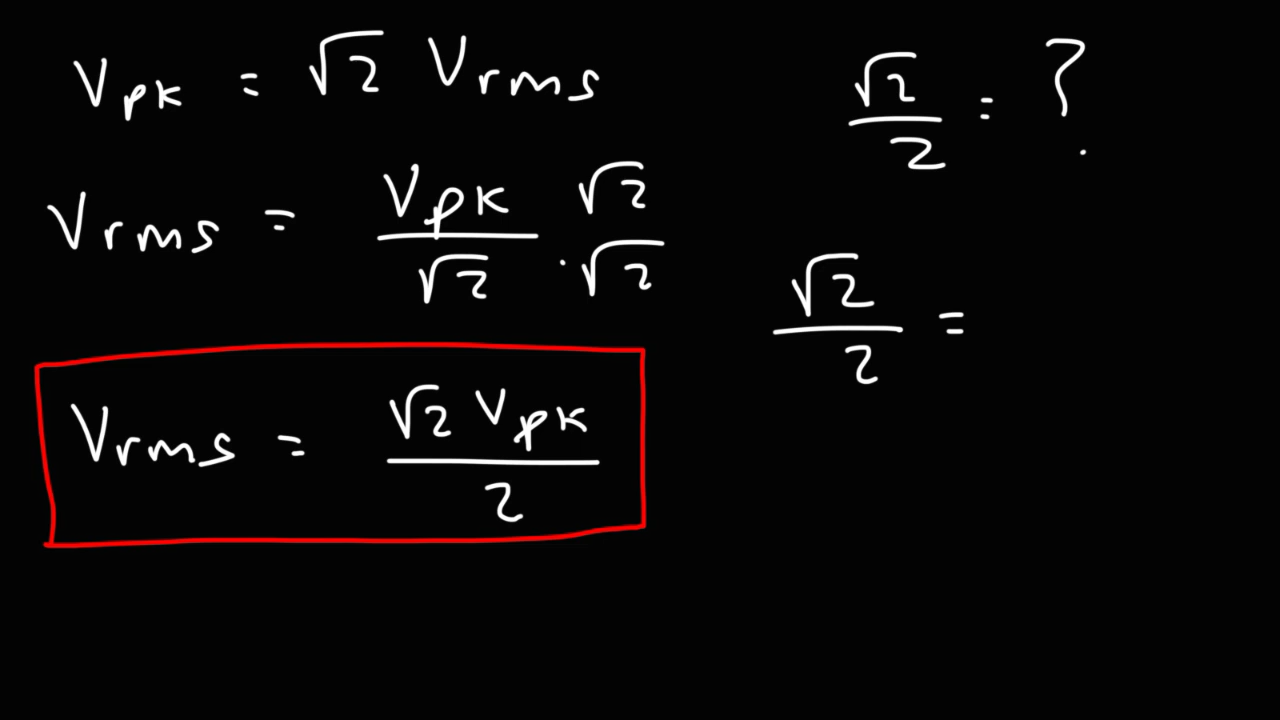 Vpk = √2 Vrms
Vrms = Vpk/√2 · √2/√2
Vrms = √2 Vpk/2
√2/2 = ?
√2/2 =